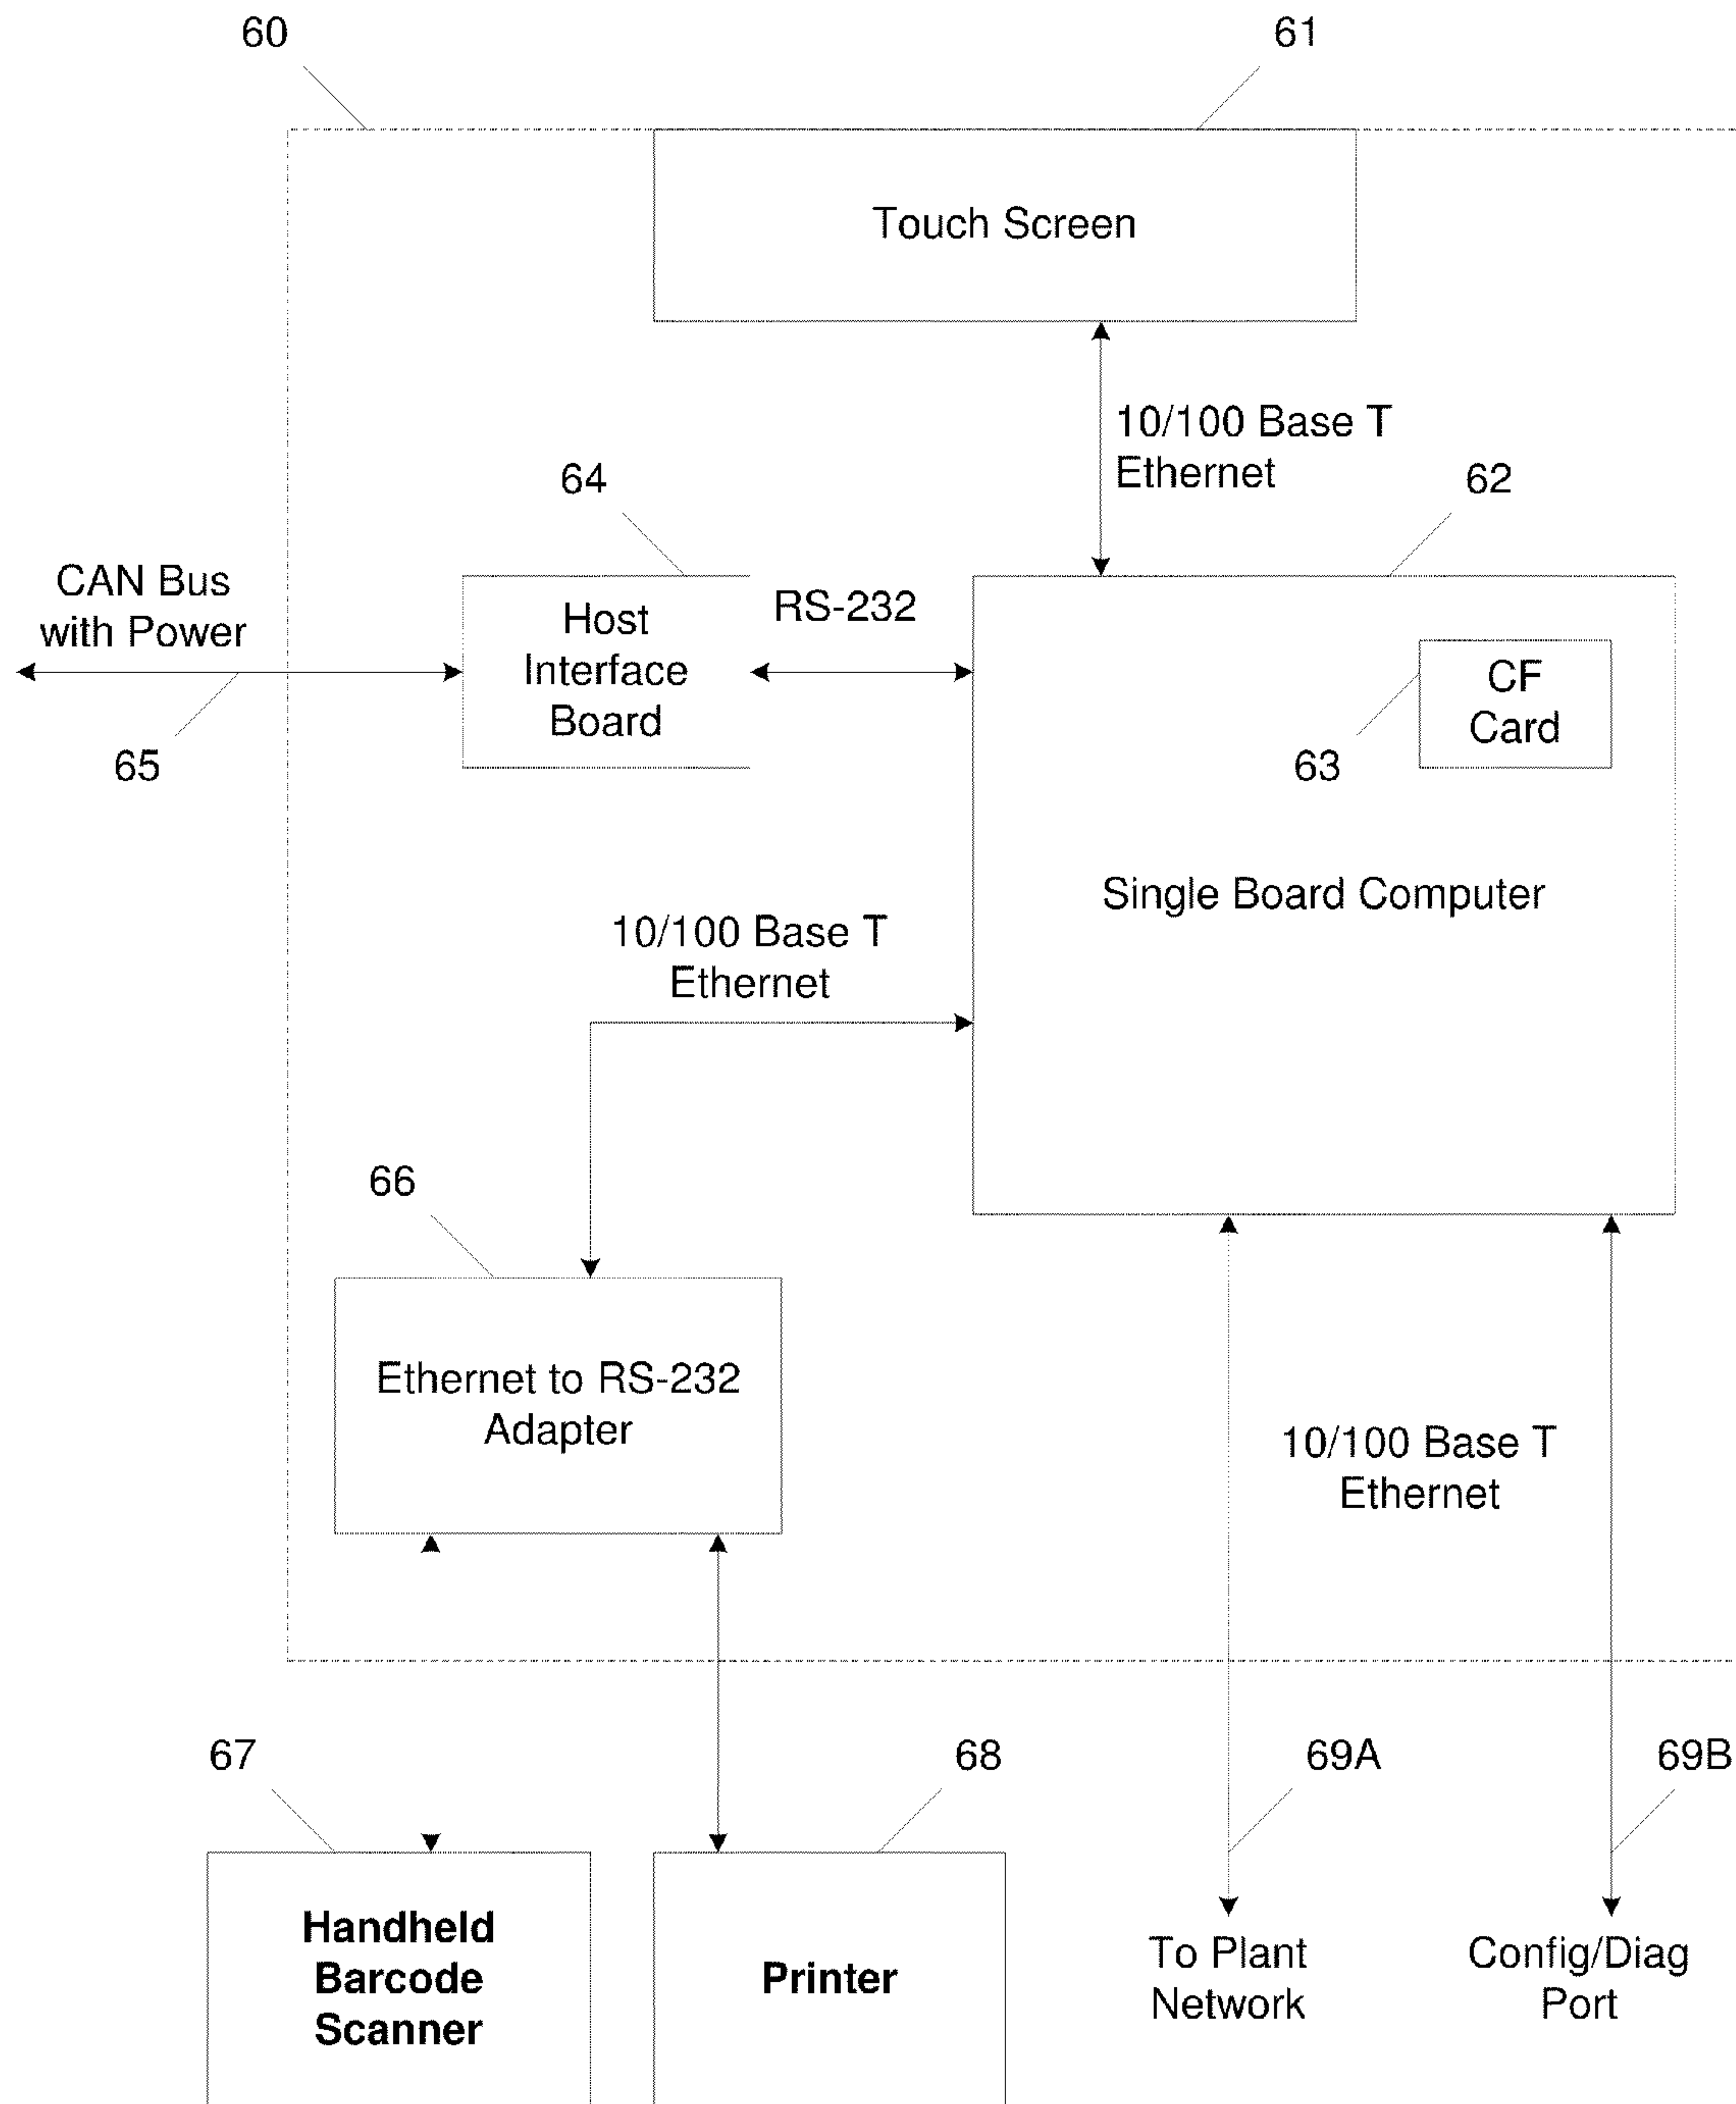 60
61
Touch Screen
10/100 Base T
Ethernet
64
62
CAN Bus
with Power
Host
Interface
Board
RS-232
CF
Card
65
63
Single Board Computer
10/100 Base T
Ethernet
66
Ethernet to RS-232
Adapter
10/100 Base T
Ethernet
67
68
69A
69B
Handheld
Barcode
Scanner
Printer
To Plant
Network
Config/Diag
Port